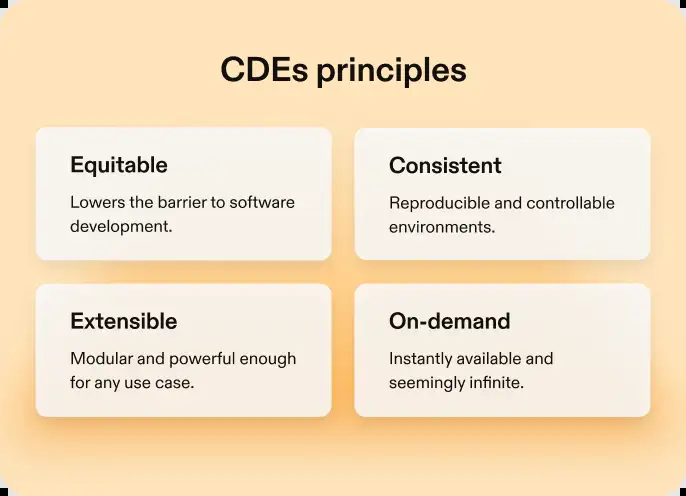 CDEs principles
Equitable
Lowers the barrier to software
development.
Consistent
Reproducible and controllable
environments.
Extensible
Modular and powerful enough
for any use case.
On-demand
Instantly available and
seemingly infinite.